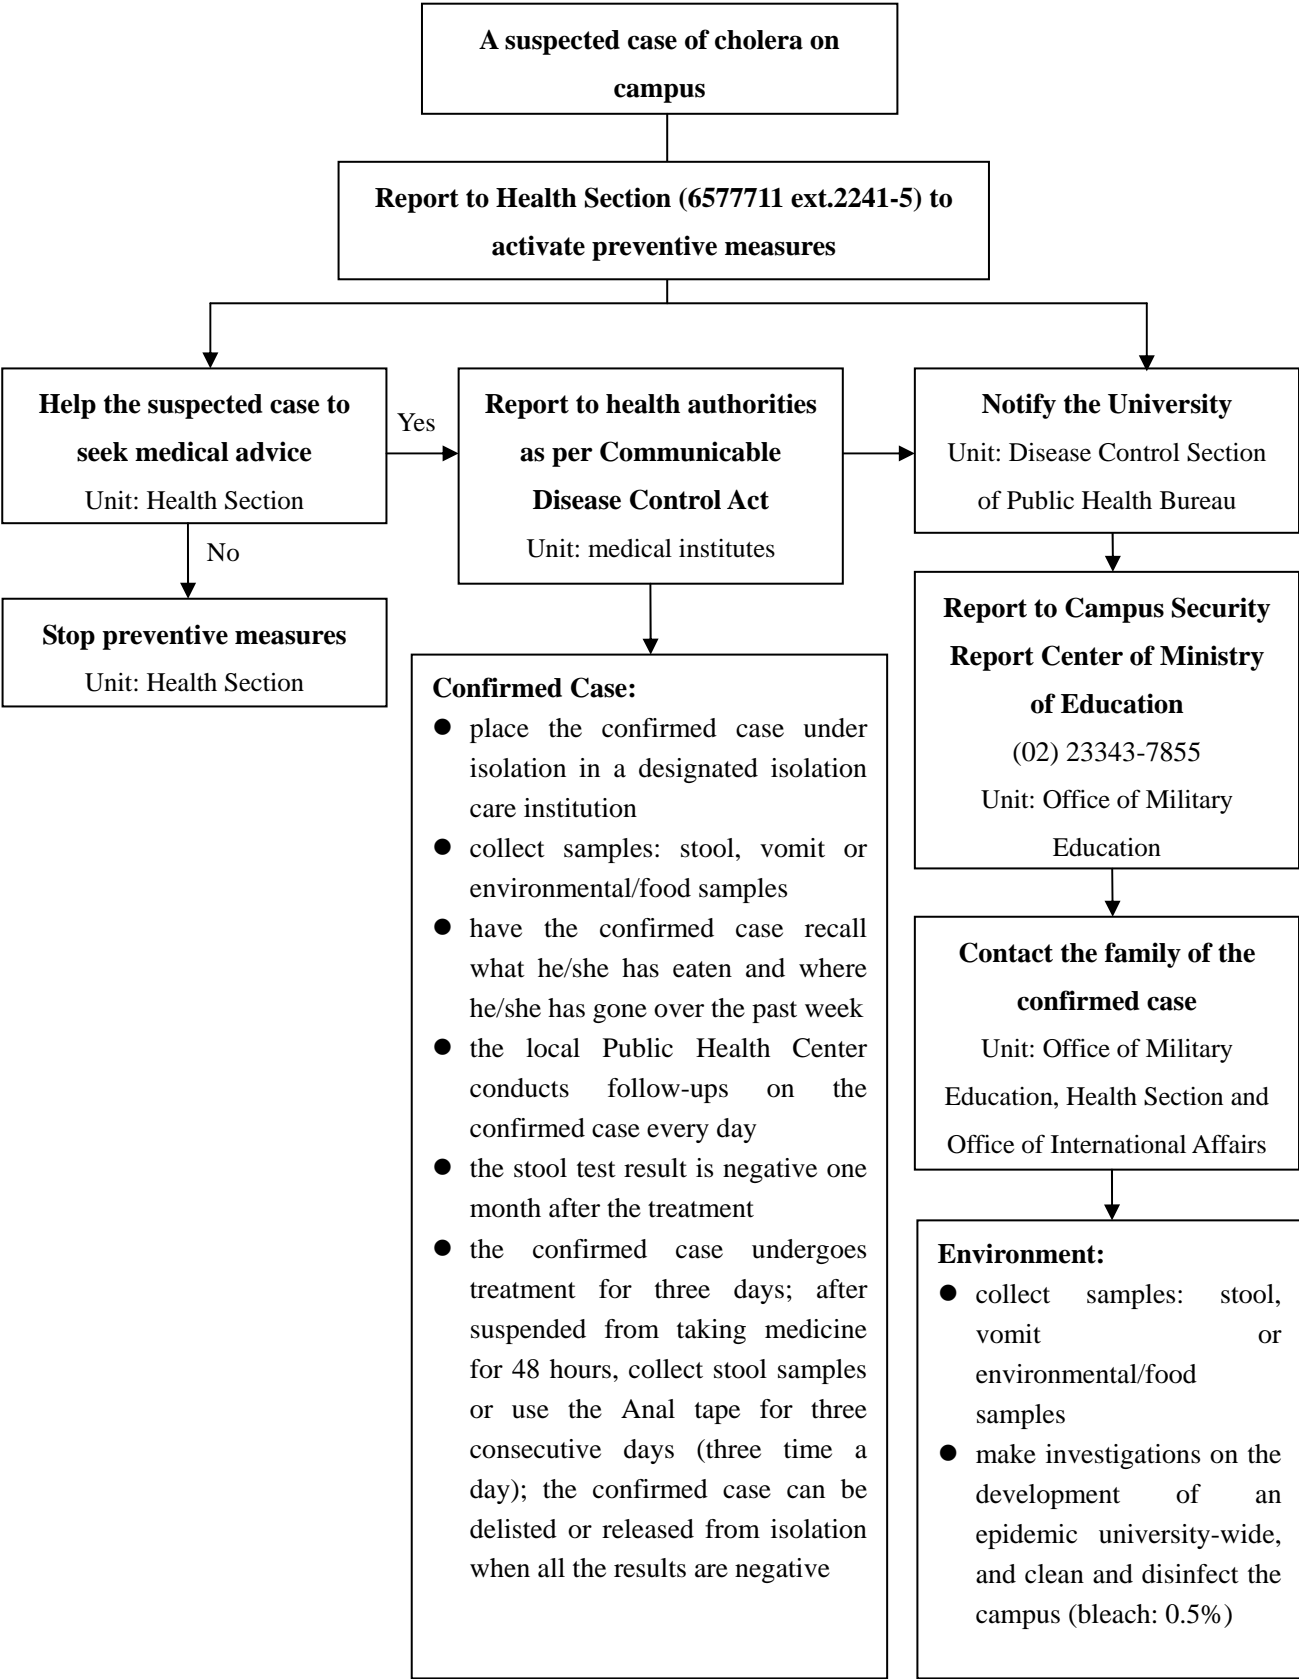 A suspected case of cholera on
campus
Report to Health Section (6577711 ext.2241-5) to
activate preventive measures
Help the suspected case to
seek medical advice
Unit: Health Section
Yes
No
Stop preventive measures
Unit: Health Section
Report to health authorities
as per Communicable
Disease Control Act
Unit: medical institutes
Confirmed Case:
● place the confirmed case under
isolation in a designated isolation
care institution
● collect samples: stool, vomit or
environmental/food samples
● have the confirmed case recall
what he/she has eaten and where
he/she has gone over the past week
● the local Public Health Center
conducts follow-ups on the
confirmed case every day
● the stool test result is negative one
month after the treatment
● the confirmed case undergoes
treatment for three days; after
suspended from taking medicine
for 48 hours, collect stool samples
or use the Anal tape for three
consecutive days (three time a
day); the confirmed case can be
delisted or released from isolation
when all the results are negative
Notify the University
Unit: Disease Control Section
of Public Health Bureau
Report to Campus Security
Report Center of Ministry
of Education
(02) 23343-7855
Unit: Office of Military
Education
Contact the family of the
confirmed case
Unit: Office of Military
Education, Health Section and
Office of International Affairs
Environment:
● collect samples: stool,
vomit or
environmental/food
samples
● make investigations on the
development of an
epidemic university-wide,
and clean and disinfect the
campus (bleach: 0.5%)